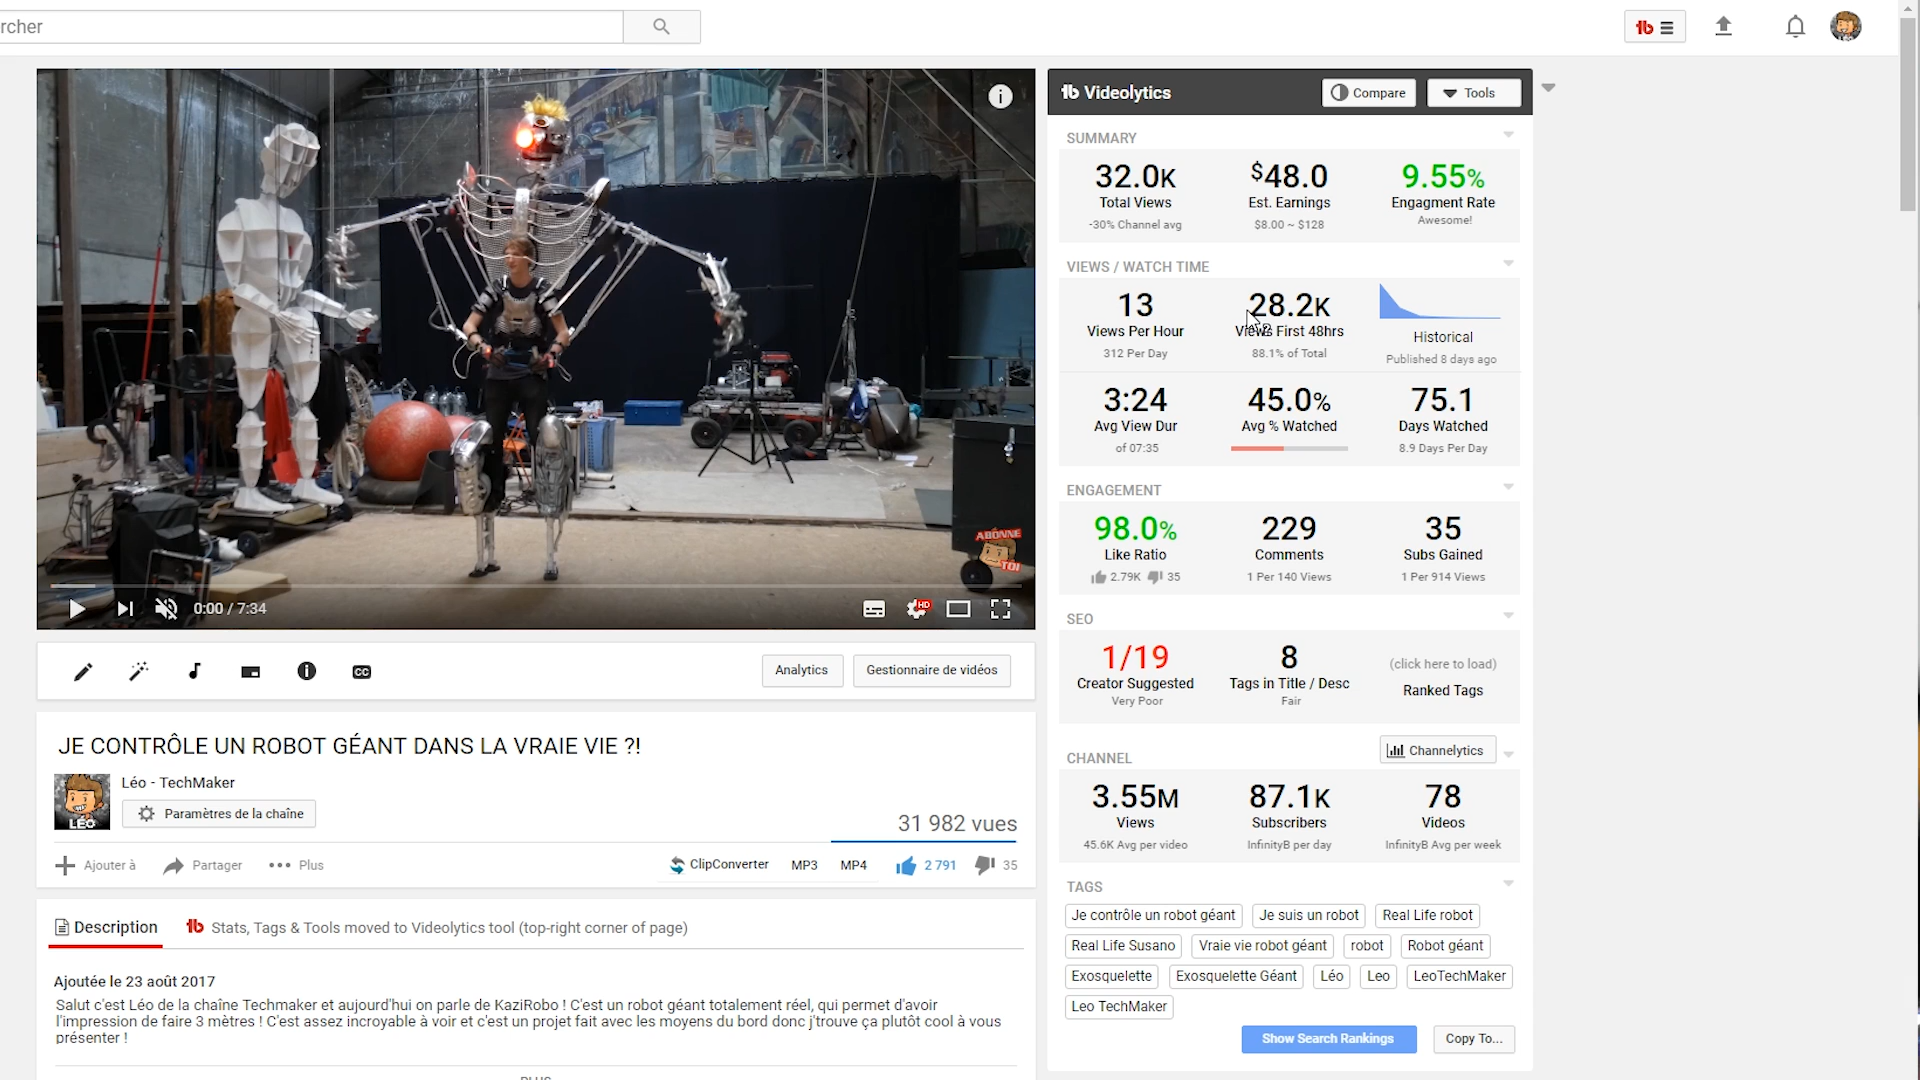 rcher
Videolytics
Compare
Tools
SUMMARY
32.0K
Total Views
-30% Channel avg
$48.0
Est. Earnings
$8.00 ~ $128
9.55%
Engagment Rate
Awesome!
VIEWS / WATCH TIME
13
Views Per Hour
312 Per Day
28.2K
Views First 48hrs
88.1% of Total
Historical
Published 8 days ago
3:24
Avg View Dur
of 07:35
45.0%
Avg % Watched
75.1
Days Watched
8.9 Days Per Day
ENGAGEMENT
98.0%
Like Ratio
2.79K 35
229
Comments
1 Per 140 Views
35
Subs Gained
1 Per 914 Views
SEO
1/19
Creator Suggested
Very Poor
8
Tags in Title / Desc
Fair
(click here to load)
Ranked Tags
CHANNEL
Channelytics
3.55M
Views
45.6K Avg per video
87.1K
Subscribers
InfinityB per day
78
Videos
InfinityB Avg per week
TAGS
Je contrôle un robot géant Je suis un robot Real Life robot
Real Life Susano Vraie vie robot géant robot Robot géant
Exosquelette Exosquelette Géant Léo Leo LeoTechMaker
Leo TechMaker
Show Search Rankings Copy To...
ABONNE
TOI
0:00 / 7:34
HD
CC
Analytics
Gestionnaire de vidéos
JE CONTRÔLE UN ROBOT GÉANT DANS LA VRAIE VIE ?!
LEO
Léo - TechMaker
Paramètres de la chaîne
31 982 vues
Ajouter à Partager Plus
ClipConverter MP3 MP4 2 791 35
Description
Stats, Tags & Tools moved to Videolytics tool (top-right corner of page)
Ajoutée le 23 août 2017
Salut c'est Léo de la chaîne Techmaker et aujourd'hui on parle de KaziRobo ! C'est un robot géant totalement réel, qui permet d'avoir
l'impression de faire 3 mètres ! C'est assez incroyable à voir et c'est un projet fait avec les moyens du bord donc j'trouve ça plutôt cool à vous
présenter !
PLUS